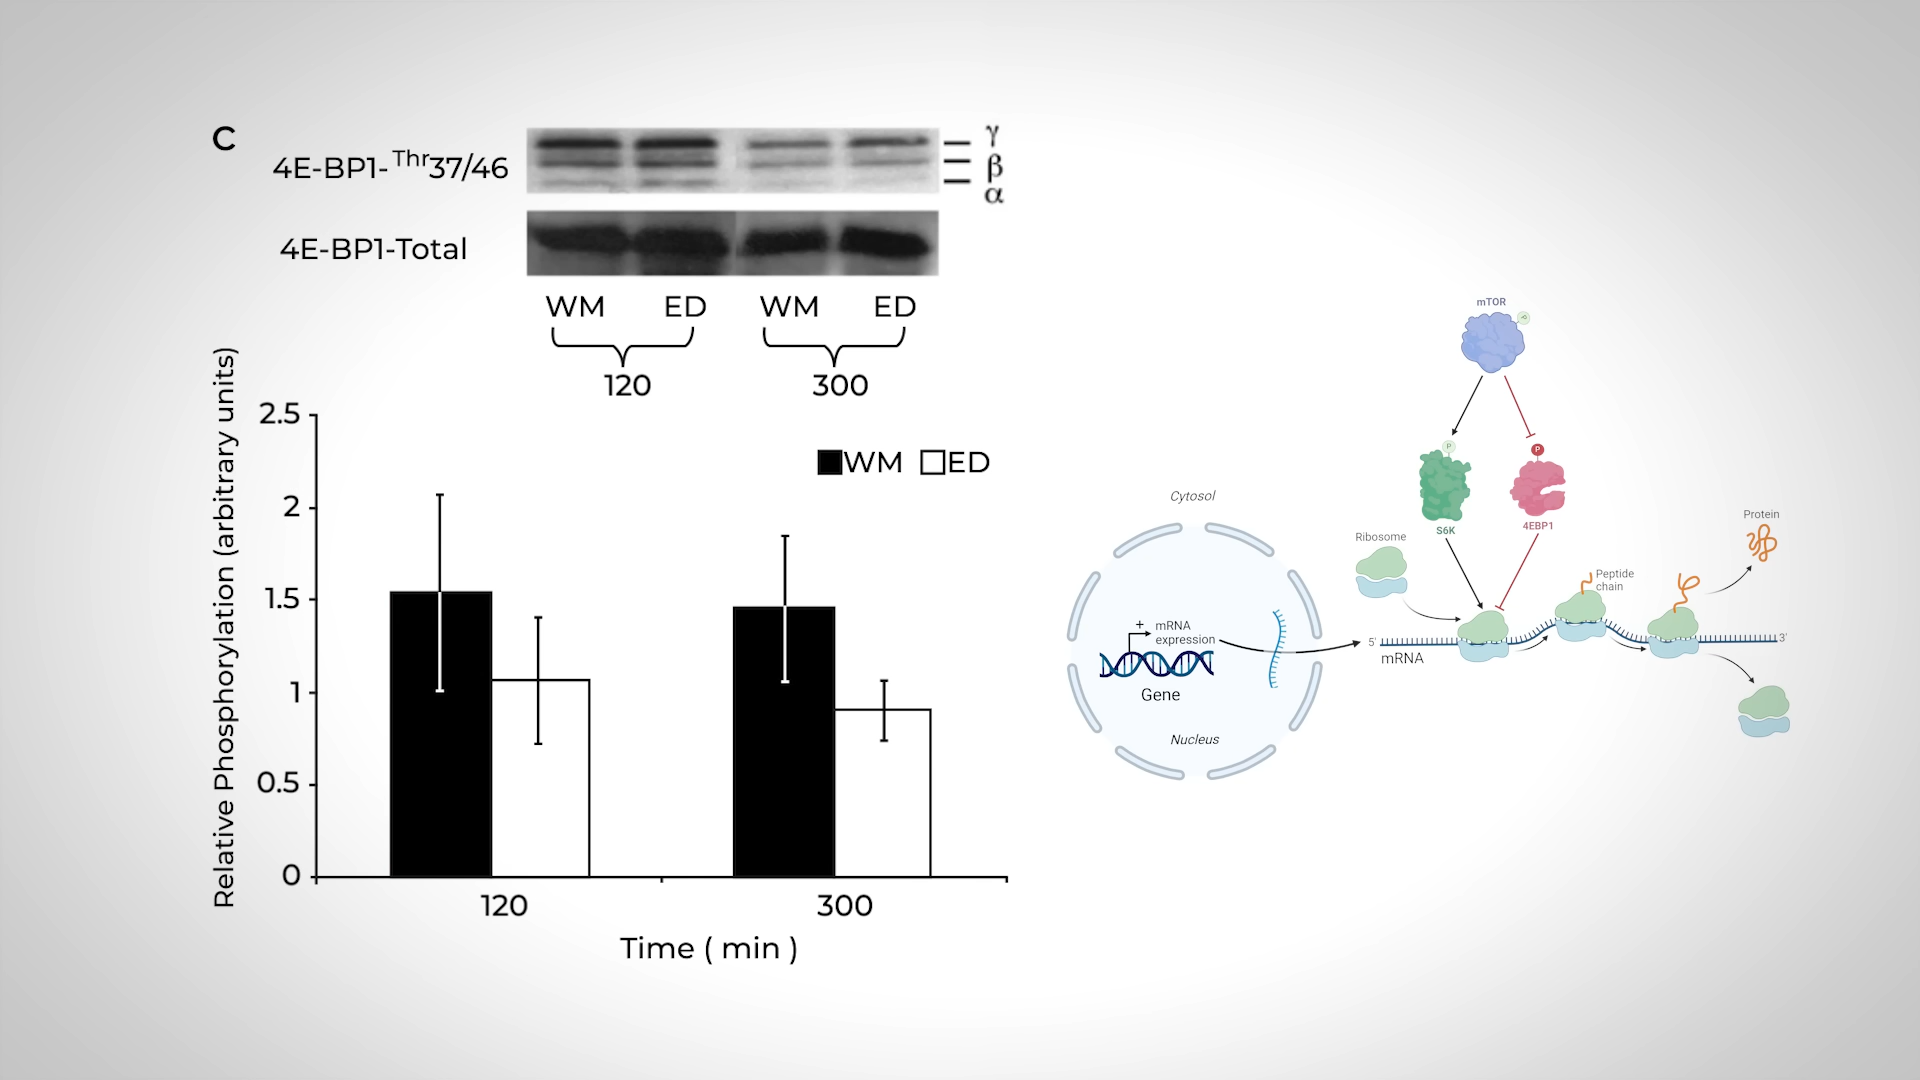 C
4E-BP1-Thr37/46
γ
β
α
4E-BP1-Total
WM ED WM ED
120 300
Relative Phosphorylation (arbitrary units)
2.5
2
1.5
1
0.5
0
WM ED
120 300
Time ( min )
mTOR
P
P
P
S6K
4EBP1
Cytosol
Ribosome
Protein
Peptide
chain
+
mRNA
expression
Gene
Nucleus
5'
mRNA
3'